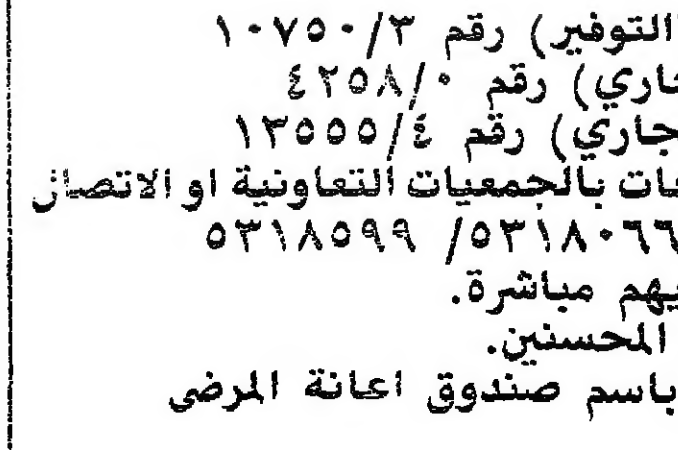 التوفير) رقم ١٠٧٥٠/٣
جاري) رقم ٤٢٥٨/٠
جاري) رقم ١٣٥٥٥/٤
بالجمعيات التعاونية او الاتصال
٥٣١٨٠٦٦/ ٥٣١٨٥٩٩
مباشرة.
المحسنين.
باسم صندوق اعانة المرضى